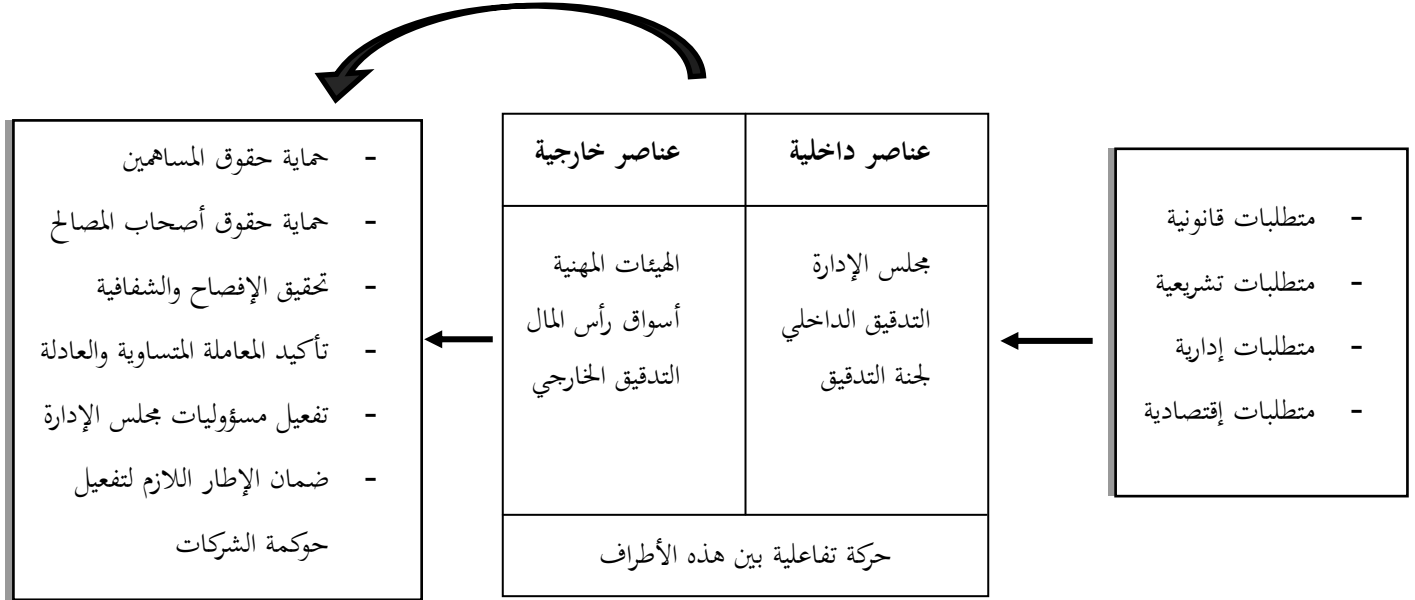 - متطلبات قانونية
- متطلبات تشريعية
- متطلبات إدارية
- متطلبات إقتصادية
عناصر داخلية
مجلس الإدارة
التدقيق الداخلي
لجنة التدقيق
عناصر خارجية
الهيئات المهنية
أسواق رأس المال
التدقيق الخارجي
حركة تفاعلية بين هذه الأطراف
- حماية حقوق المساهمين
- حماية حقوق أصحاب المصالح
- تحقيق الإفصاح والشفافية
- تأكيد المعاملة المتساوية والعادلة
- تفعيل مسؤوليات مجلس الإدارة
- ضمان الإطار اللازم لتفعيل
حوكمة الشركات